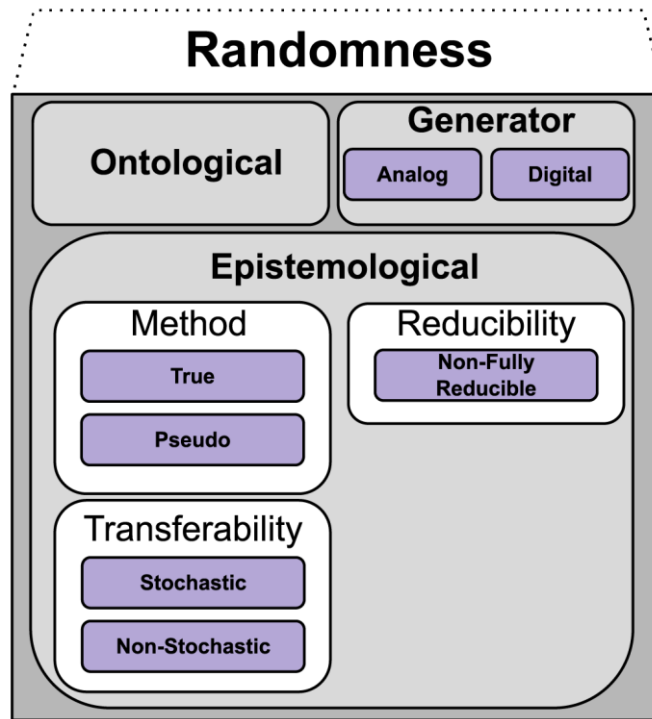 Randomness
Ontological
Generator
Analog
Digital
Epistemological
Method
True
Pseudo
Reducibility
Non-Fully
Reducible
Transferability
Stochastic
Non-Stochastic